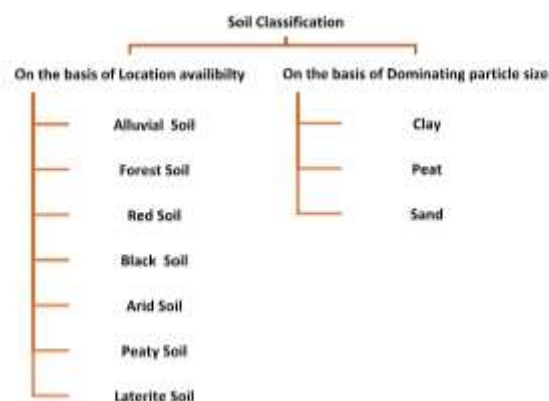 Soil Classification
On the basis of Location availibilty
Alluvial Soil
Forest Soil
Red Soil
Black Soil
Arid Soil
Peaty Soil
Laterite Soil
On the basis of Dominating particle size
Clay
Peat
Sand